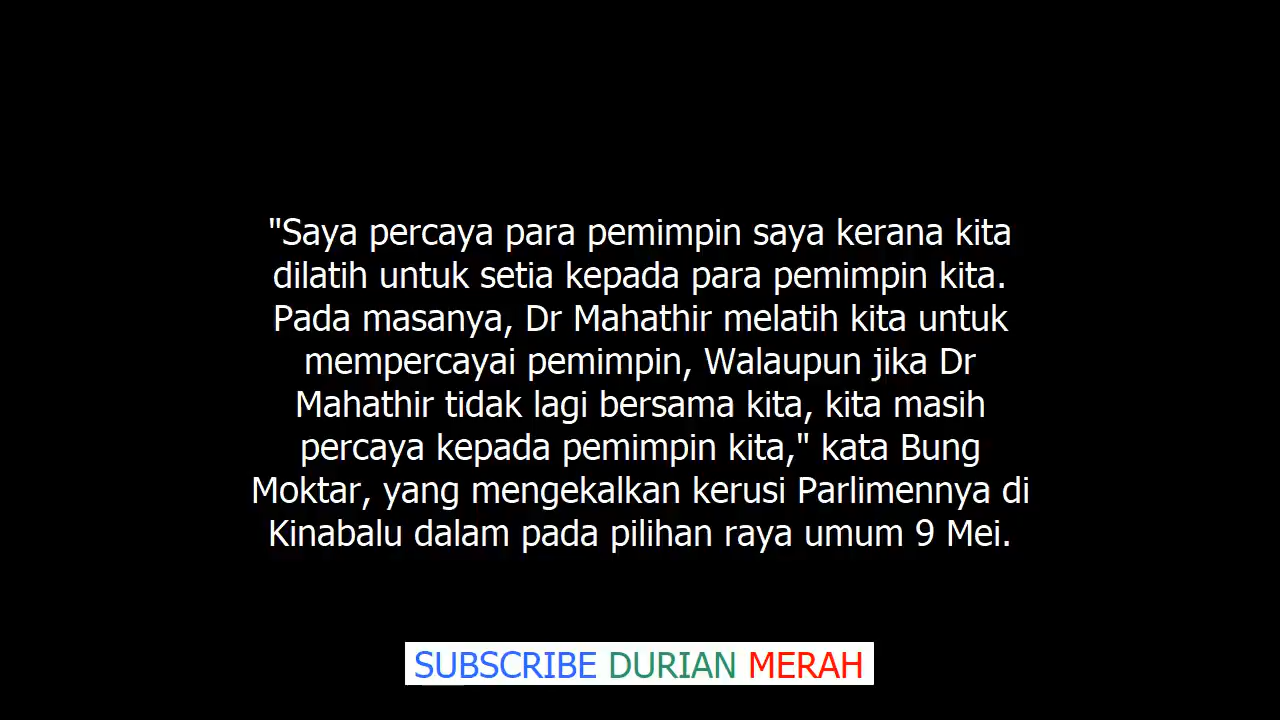 "Saya percaya para pemimpin saya kerana kita
dilatih untuk setia kepada para pemimpin kita.
Pada masanya, Dr Mahathir melatih kita untuk
mempercayai pemimpin, Walaupun jika Dr
Mahathir tidak lagi bersama kita, kita masih
percaya kepada pemimpin kita," kata Bung
Moktar, yang mengekalkan kerusi Parlimennya di
Kinabalu dalam pada pilihan raya umum 9 Mei.
SUBSCRIBE DURIAN MERAH